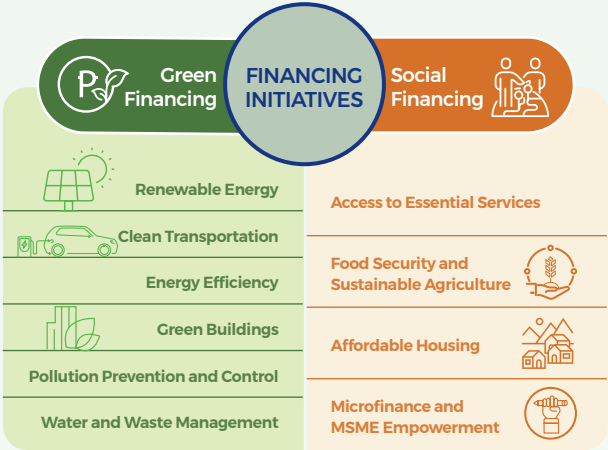 Green
Financing
FINANCING
INITIATIVES
Social
Financing
Renewable Energy
Clean Transportation
Energy Efficiency
Green Buildings
Pollution Prevention and Control
Water and Waste Management
Access to Essential Services
Food Security and
Sustainable Agriculture
Affordable Housing
Microfinance and
MSME Empowerment